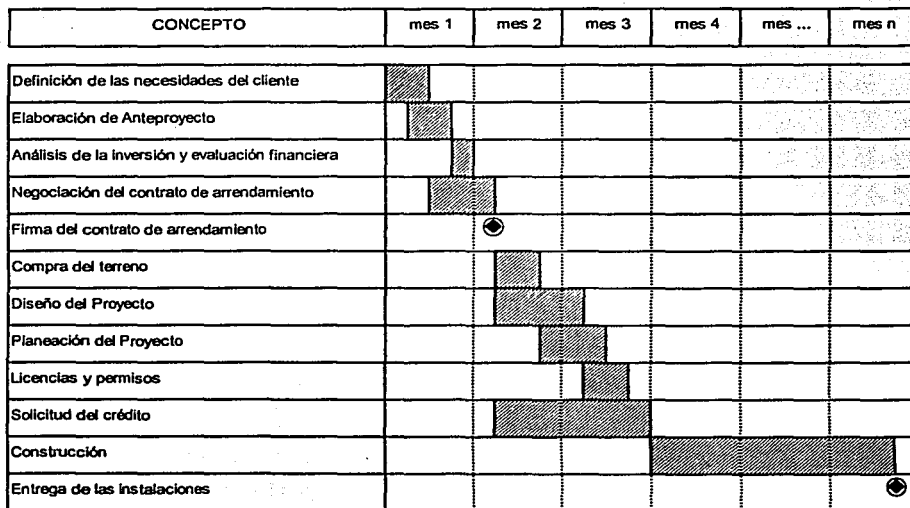 CONCEPTO mes 1 mes 2 mes 3 mes 4 mes ... mes n
Definición de las necesidades del cliente
Elaboración de Anteproyecto
Análisis de la inversión y evaluación financiera
Negociación del contrato de arrendamiento
Firma del contrato de arrendamiento
Compra del terreno
Diseño del Proyecto
Planeación del Proyecto
Licencias y permisos
Solicitud del crédito
Construcción
Entrega de las instalaciones